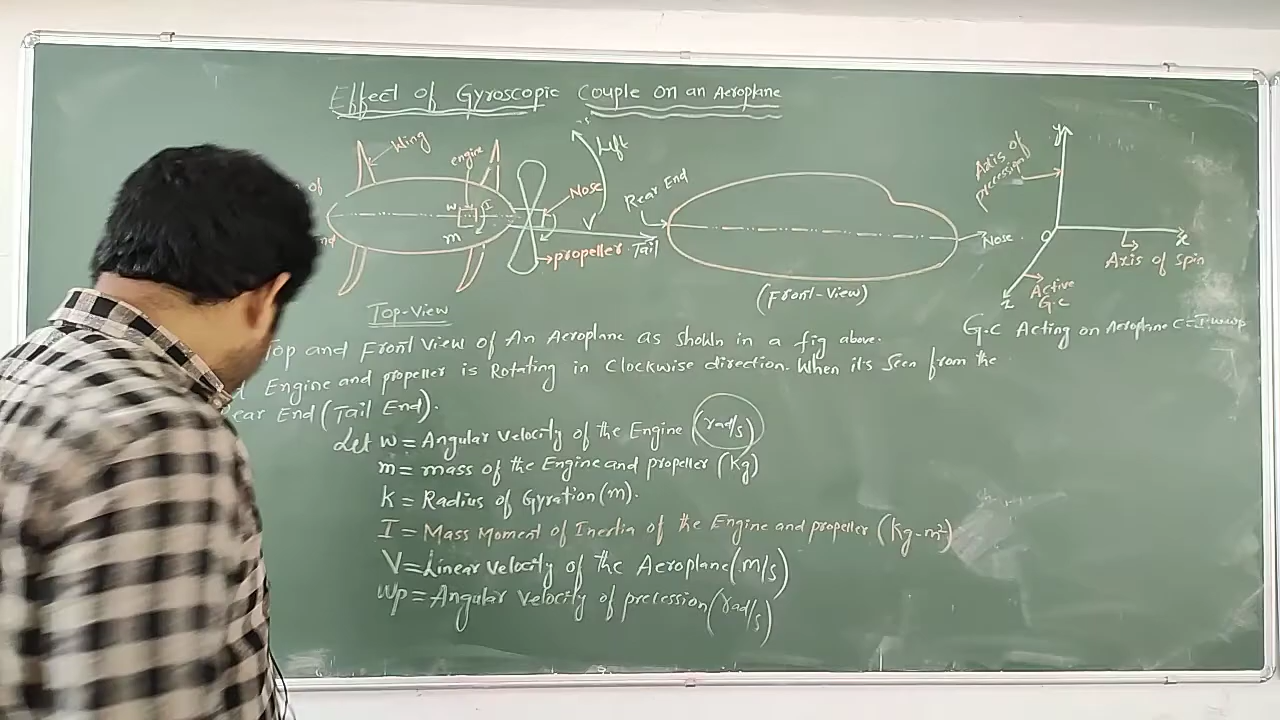 Effect of Gyroscopic Couple on an Aeroplane
Wing
engine
Left
Nose
of
w
I
m
V
propeller
Tail
Rear End
Nose.
(Front-View)
Top-View
y
Axis of
precession
O
x
Axis of Spin
z
Active
G.C
G.C Acting on Aeroplane C=I.w.wp
Top and Front View of An Aeroplane as shown in a fig above.
Engine and propeller is Rotating in Clockwise direction. When it's Seen from the
ear End (Tail End).
Let w = Angular Velocity of the Engine (rad/s)
m = mass of the Engine and propeller (Kg)
K = Radius of Gyration (m).
I = Mass Moment of Inertia of the Engine and propeller (Kg-m²)
V = Linear Velocity of the Aeroplane (m/s)
wp = Angular Velocity of precession (rad/s)